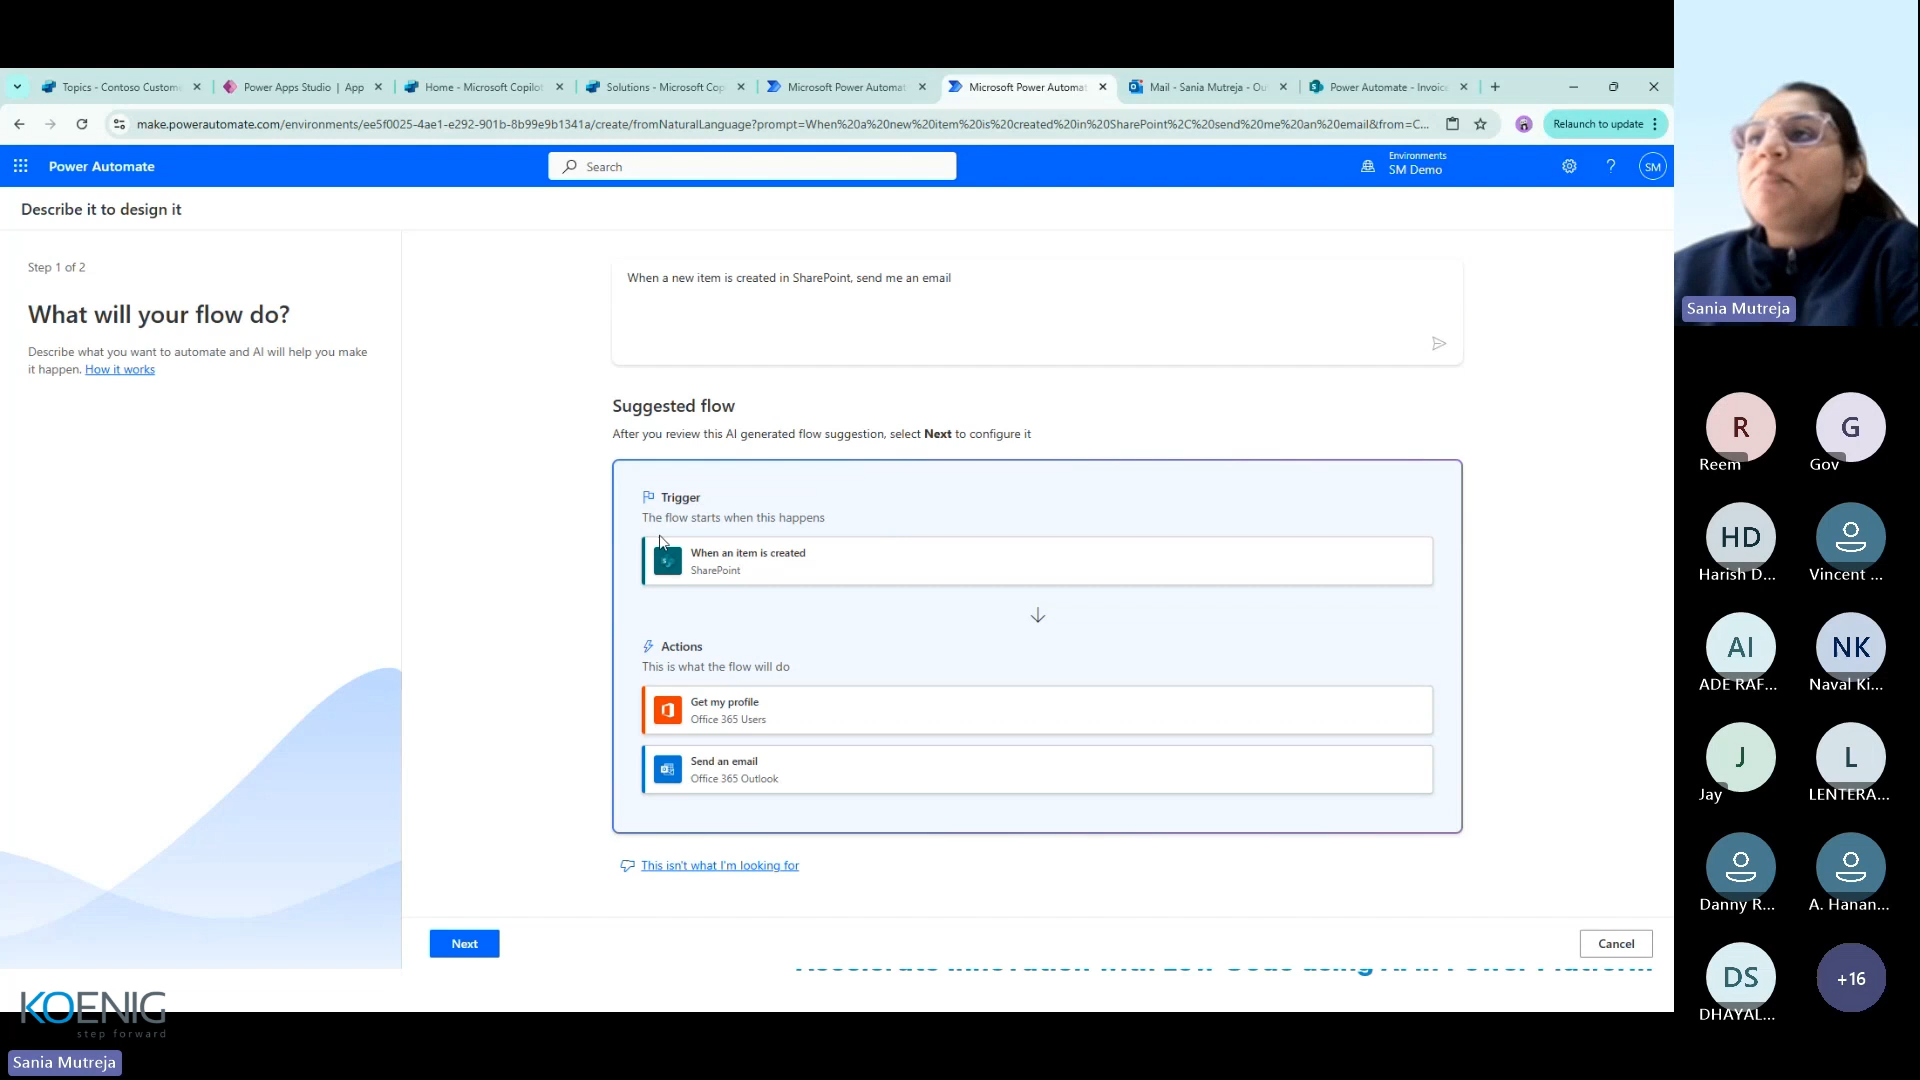 Topics - Contoso Custom
Power Apps Studio | App
Home - Microsoft Copilot
Solutions - Microsoft Cop
Microsoft Power Automat
Microsoft Power Automat
Mail - Sania Mutreja - Ou
Power Automate - Invoice
make.powerautomate.com/environments/ee5f0025-4ae1-e292-901b-8b99e9b1341a/create/fromNaturalLanguage?prompt=When%20a%20new%20item%20is%20created%20in%20SharePoint%2C%20send%20me%20an%20email&from=C...
Relaunch to update
Power Automate
Search
Environments
SM Demo
?
SM
Describe it to design it
Step 1 of 2
What will your flow do?
Describe what you want to automate and AI will help you make
it happen. How it works
When a new item is created in SharePoint, send me an email
Suggested flow
After you review this AI generated flow suggestion, select Next to configure it
Trigger
The flow starts when this happens
When an item is created
SharePoint
Actions
This is what the flow will do
Get my profile
Office 365 Users
Send an email
Office 365 Outlook
This isn't what I'm looking for
Next
Cancel
KOENIG
step forward
Sania Mutreja
Sania Mutreja
R
Reem
G
Gov
HD
Harish D...
Vincent ...
AI
ADE RAF...
NK
Naval Ki...
J
Jay
L
LENTERA...
Danny R...
A. Hanan...
DS
DHAYAL...
+16